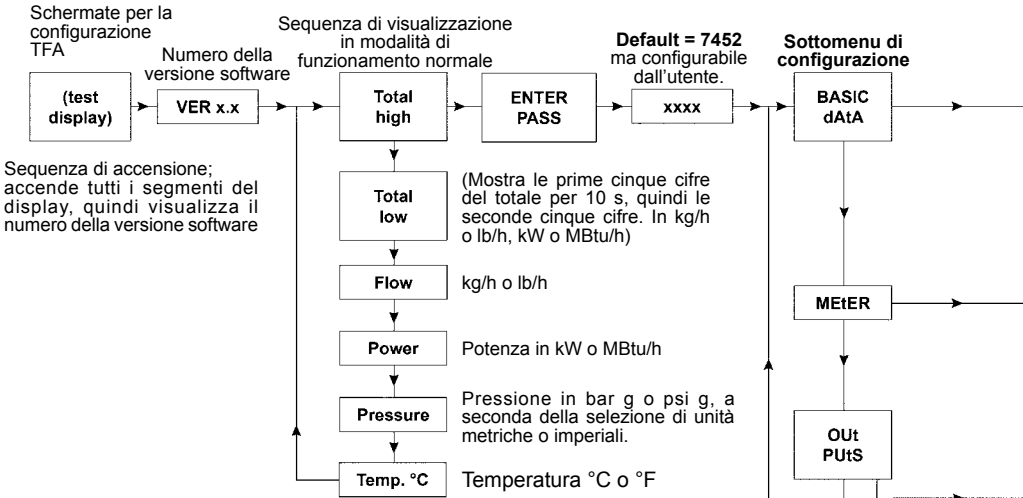 Schermate per la
configurazione
TFA
Numero della
versione software
Sequenza di visualizzazione
in modalità di
funzionamento normale
Default = 7452
ma configurabile
dall'utente.
Sottomenu di
configurazione
(test
display)
VER x.x
Total
high
ENTER
PASS
xxxx
BASIC
dAtA
Sequenza di accensione;
accende tutti i segmenti del
display, quindi visualizza il
numero della versione software
Total
low
(Mostra le prime cinque cifre
del totale per 10 s, quindi le
seconde cinque cifre. In kg/h
o lb/h, kW o MBtu/h)
Flow
kg/h o lb/h
MEtER
Power
Potenza in kW o MBtu/h
Pressure
Pressione in bar g o psi g, a
seconda della selezione di unità
metriche o imperiali.
OUt
PUtS
Temp. °C
Temperatura °C o °F